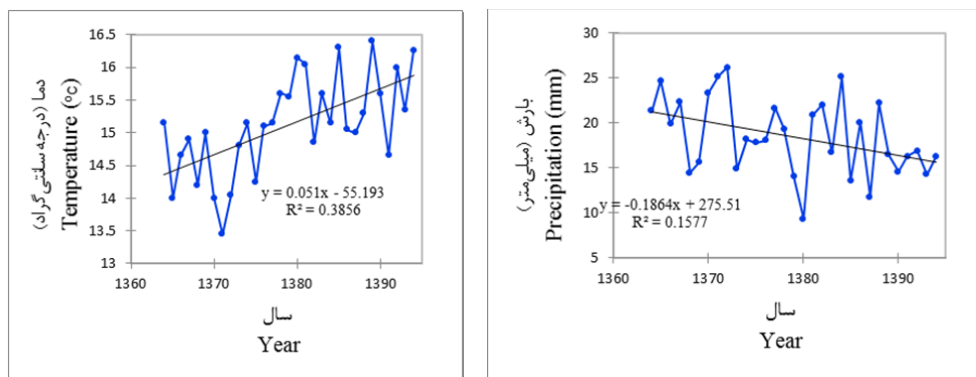 دما (درجه سلنتی‌گراد)
Temperature (°c)
16.5
16
15.5
15
14.5
14
13.5
13
y = 0.051x - 55.193
R² = 0.3856
1360
1370
1380
1390
سال
Year
بارش (میلی‌متر)
Precipitation (mm)
30
25
20
15
10
5
y = -0.1864x + 275.51
R² = 0.1577
1360
1370
1380
1390
سال
Year